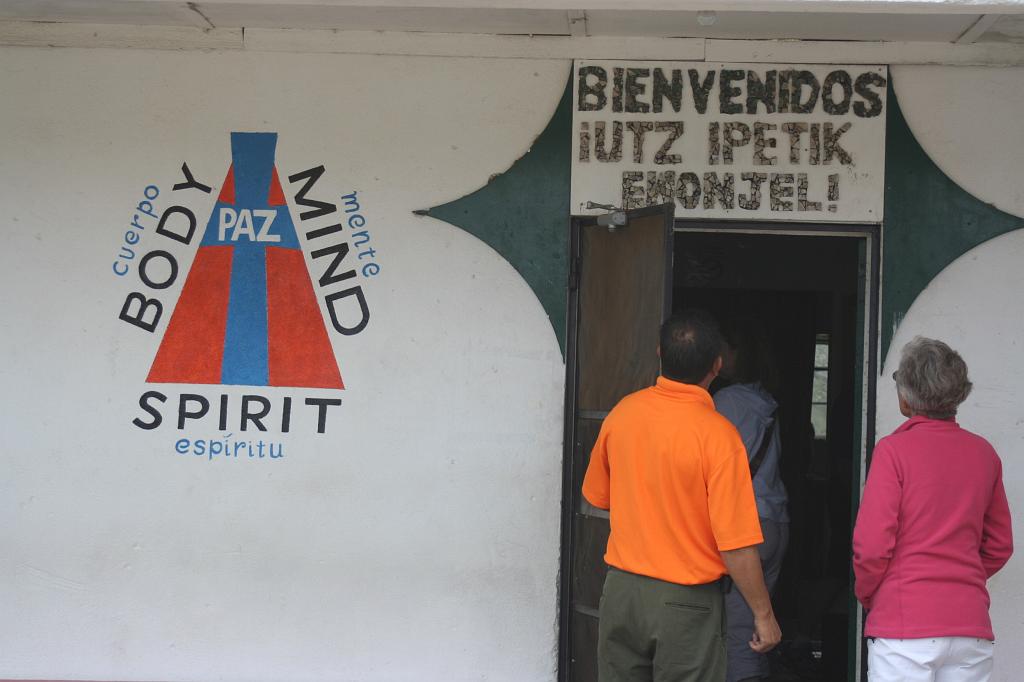 cuerpo
BODY
PAZ
MIND
mente
SPIRIT
espíritu
BIENVENIDOS
¡UTZ IPETIK
EWONJEL!